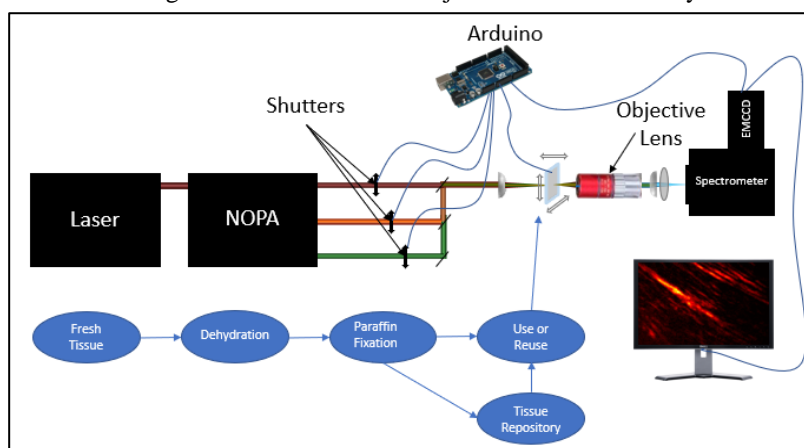 Arduino
Shutters
Objective
Lens
EMCCD
Spectrometer
Laser
NOPA
Fresh
Tissue
Dehydration
Paraffin
Fixation
Use or
Reuse
Tissue
Repository